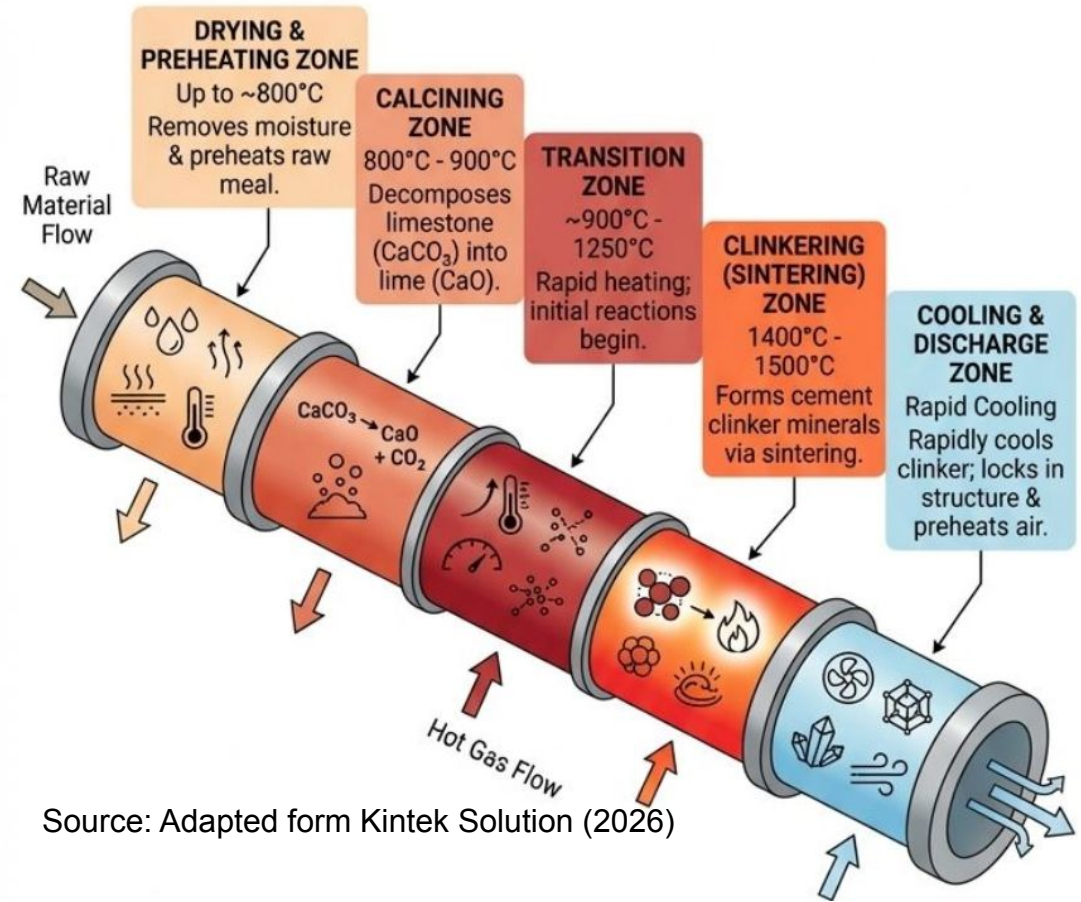 DRYING &
PREHEATING ZONE
Up to ~800°C
Removes moisture
& preheats raw
meal.
CALCINING
ZONE
800°C - 900°C
Decomposes
limestone
(CaCO₃) into
lime (CaO).
TRANSITION
ZONE
~900°C -
1250°C
Rapid heating;
initial reactions
begin.
CLINKERING
(SINTERING)
ZONE
1400°C -
1500°C
Forms cement
clinker minerals
via sintering.
COOLING &
DISCHARGE
ZONE
Rapid Cooling
Rapidly cools
clinker; locks in
structure &
preheats air.
Raw
Material
Flow
CaCO₃→CaO
+ CO₂
Hot Gas Flow
Source: Adapted form Kintek Solution (2026)